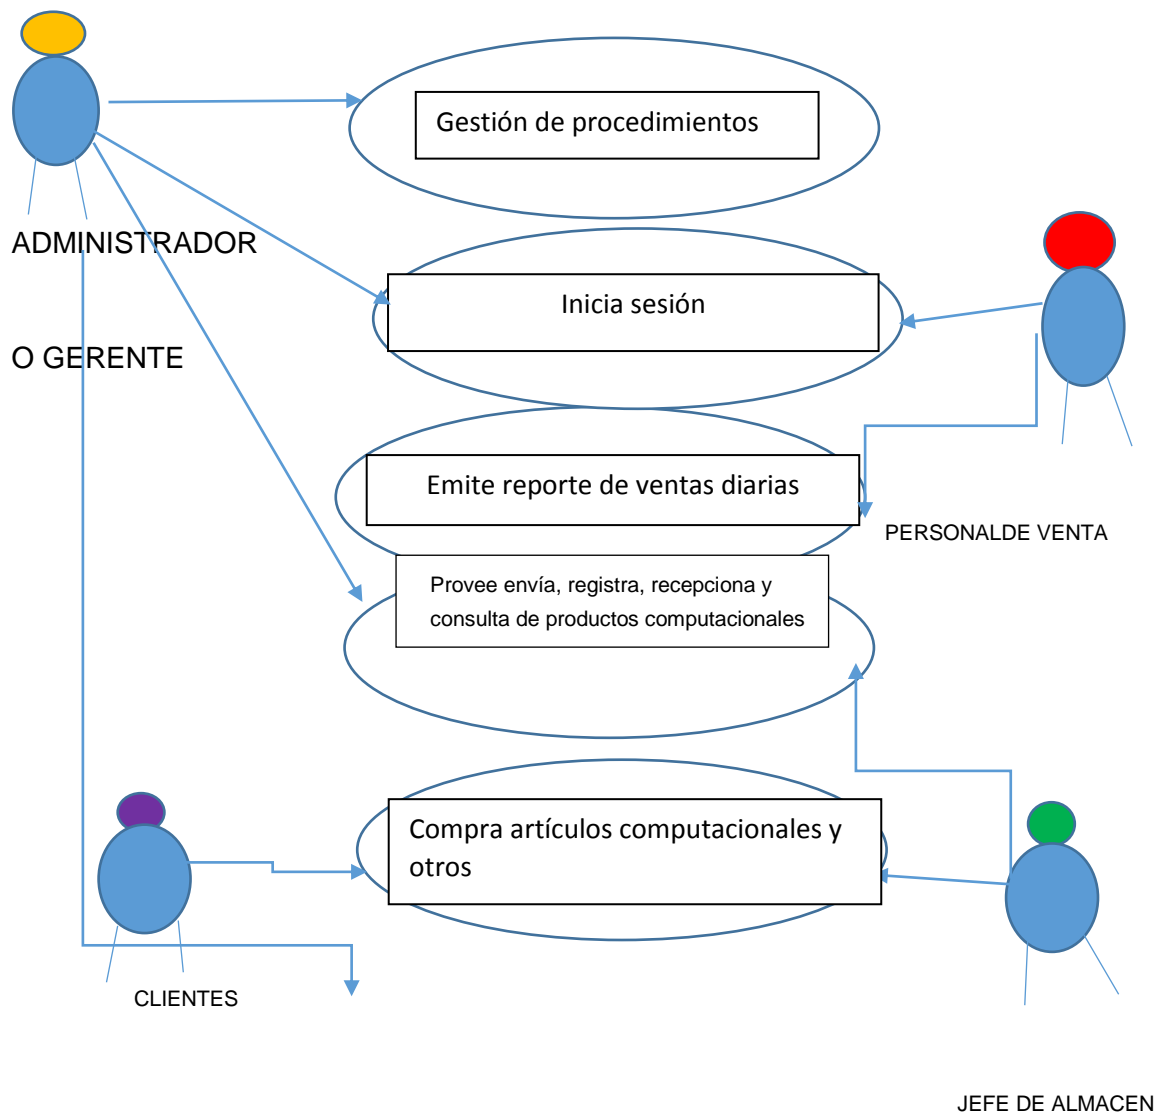 Gestión de procedimientos
ADMINISTRADOR
Inicia sesión
O GERENTE
Emite reporte de ventas diarias
PERSONALDE VENTA
Provee envía, registra, recepciona y
consulta de productos computacionales
Compra artículos computacionales y
otros
CLIENTES
JEFE DE ALMACEN